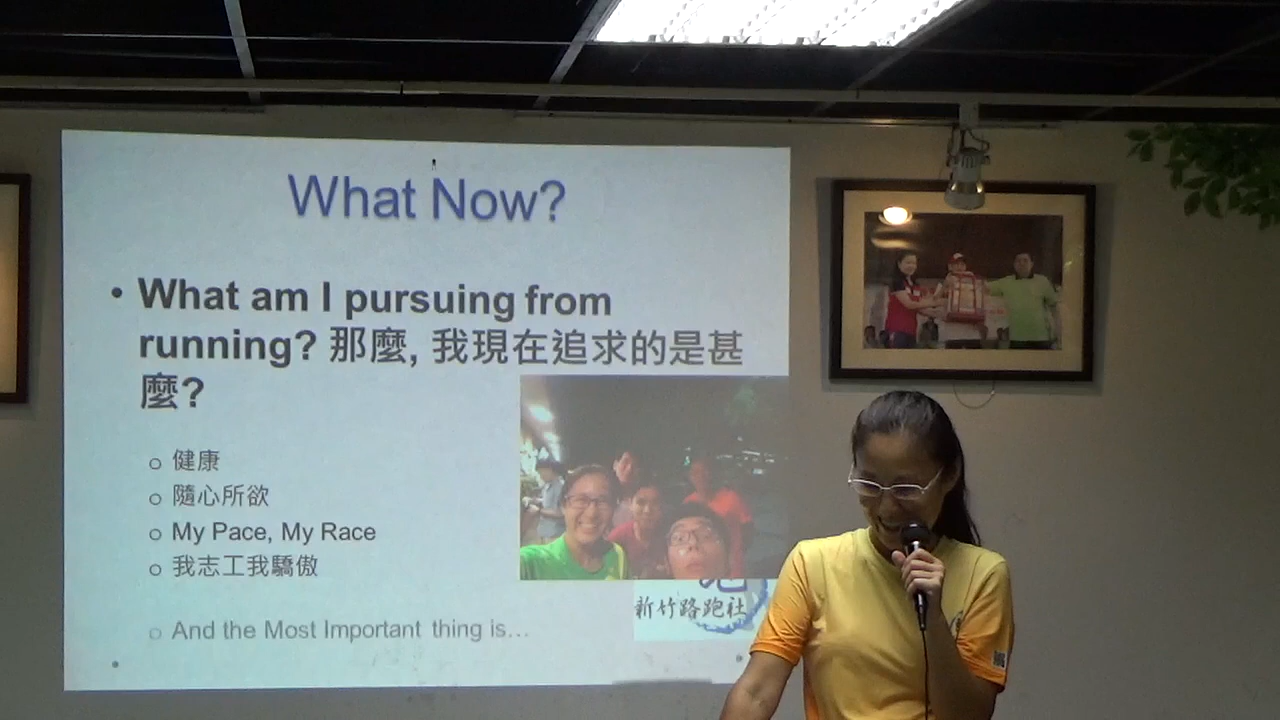 What Now?
• What am I pursuing from
running? 那麼, 我現在追求的是甚
麼?
○ 健康
○ 隨心所欲
○ My Pace, My Race
○ 我志工我驕傲
○ And the Most Important thing is…
新竹路跑社